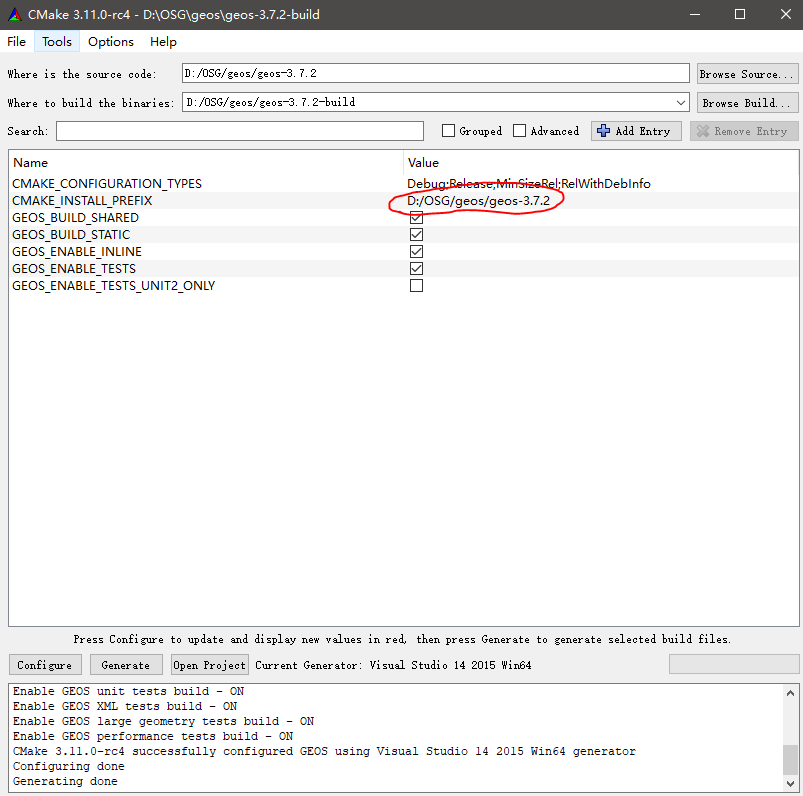 CMake 3.11.0-rc4 - D:\OSG\geos\geos-3.7.2-build
File Tools Options Help
Where is the source code: D:/OSG/geos/geos-3.7.2 Browse Source...
Where to build the binaries: D:/OSG/geos/geos-3.7.2-build Browse Build...
Search: Grouped Advanced Add Entry Remove Entry
Name Value
CMAKE_CONFIGURATION_TYPES Debug;Release;MinSizeRel;RelWithDebInfo
CMAKE_INSTALL_PREFIX D:/OSG/geos/geos-3.7.2
GEOS_BUILD_SHARED
GEOS_BUILD_STATIC
GEOS_ENABLE_INLINE
GEOS_ENABLE_TESTS
GEOS_ENABLE_TESTS_UNIT2_ONLY
Press Configure to update and display new values in red, then press Generate to generate selected build files.
Configure Generate Open Project Current Generator: Visual Studio 14 2015 Win64
Enable GEOS unit tests build - ON
Enable GEOS XML tests build - ON
Enable GEOS large geometry tests build - ON
Enable GEOS performance tests build - ON
CMake 3.11.0-rc4 successfully configured GEOS using Visual Studio 14 2015 Win64 generator
Configuring done
Generating done